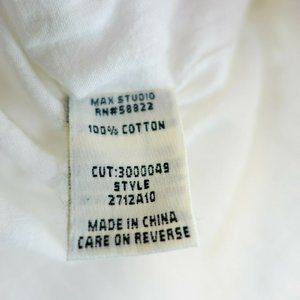 MAX STUDIO
RN#58822
100% COTTON
CUT:3000049
STYLE
2712A10
MADE IN CHINA
CARE ON REVERSE